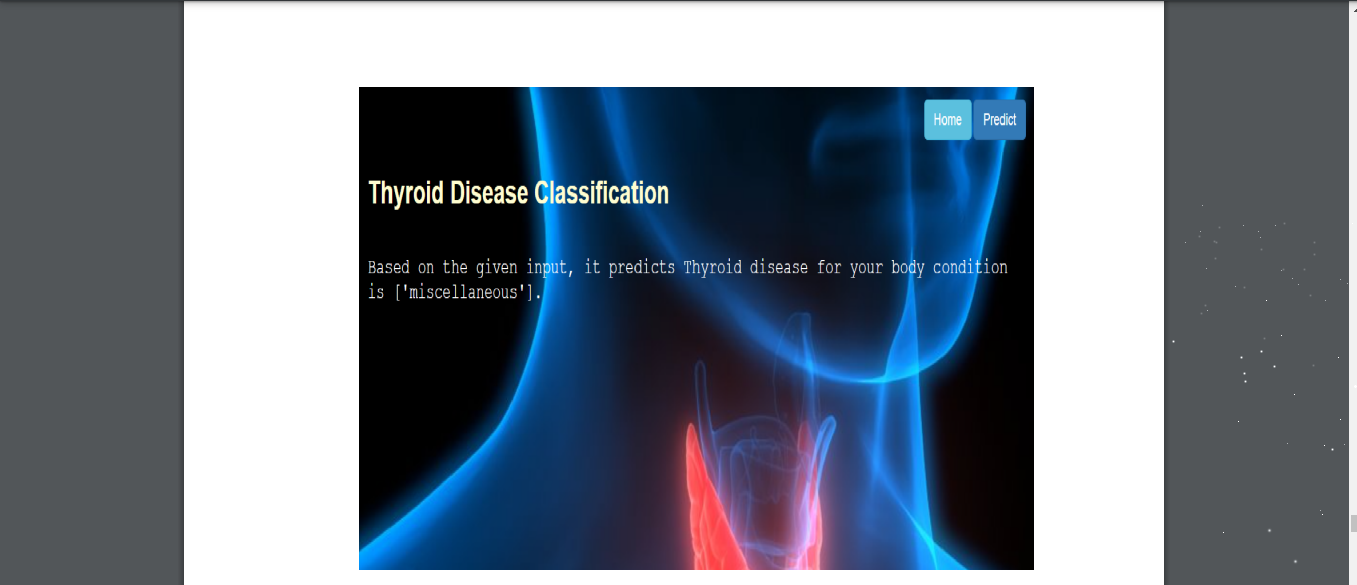 Home Predict
Thyroid Disease Classification
Based on the given input, it predicts Thyroid disease for your body condition
is ['miscellaneous'].